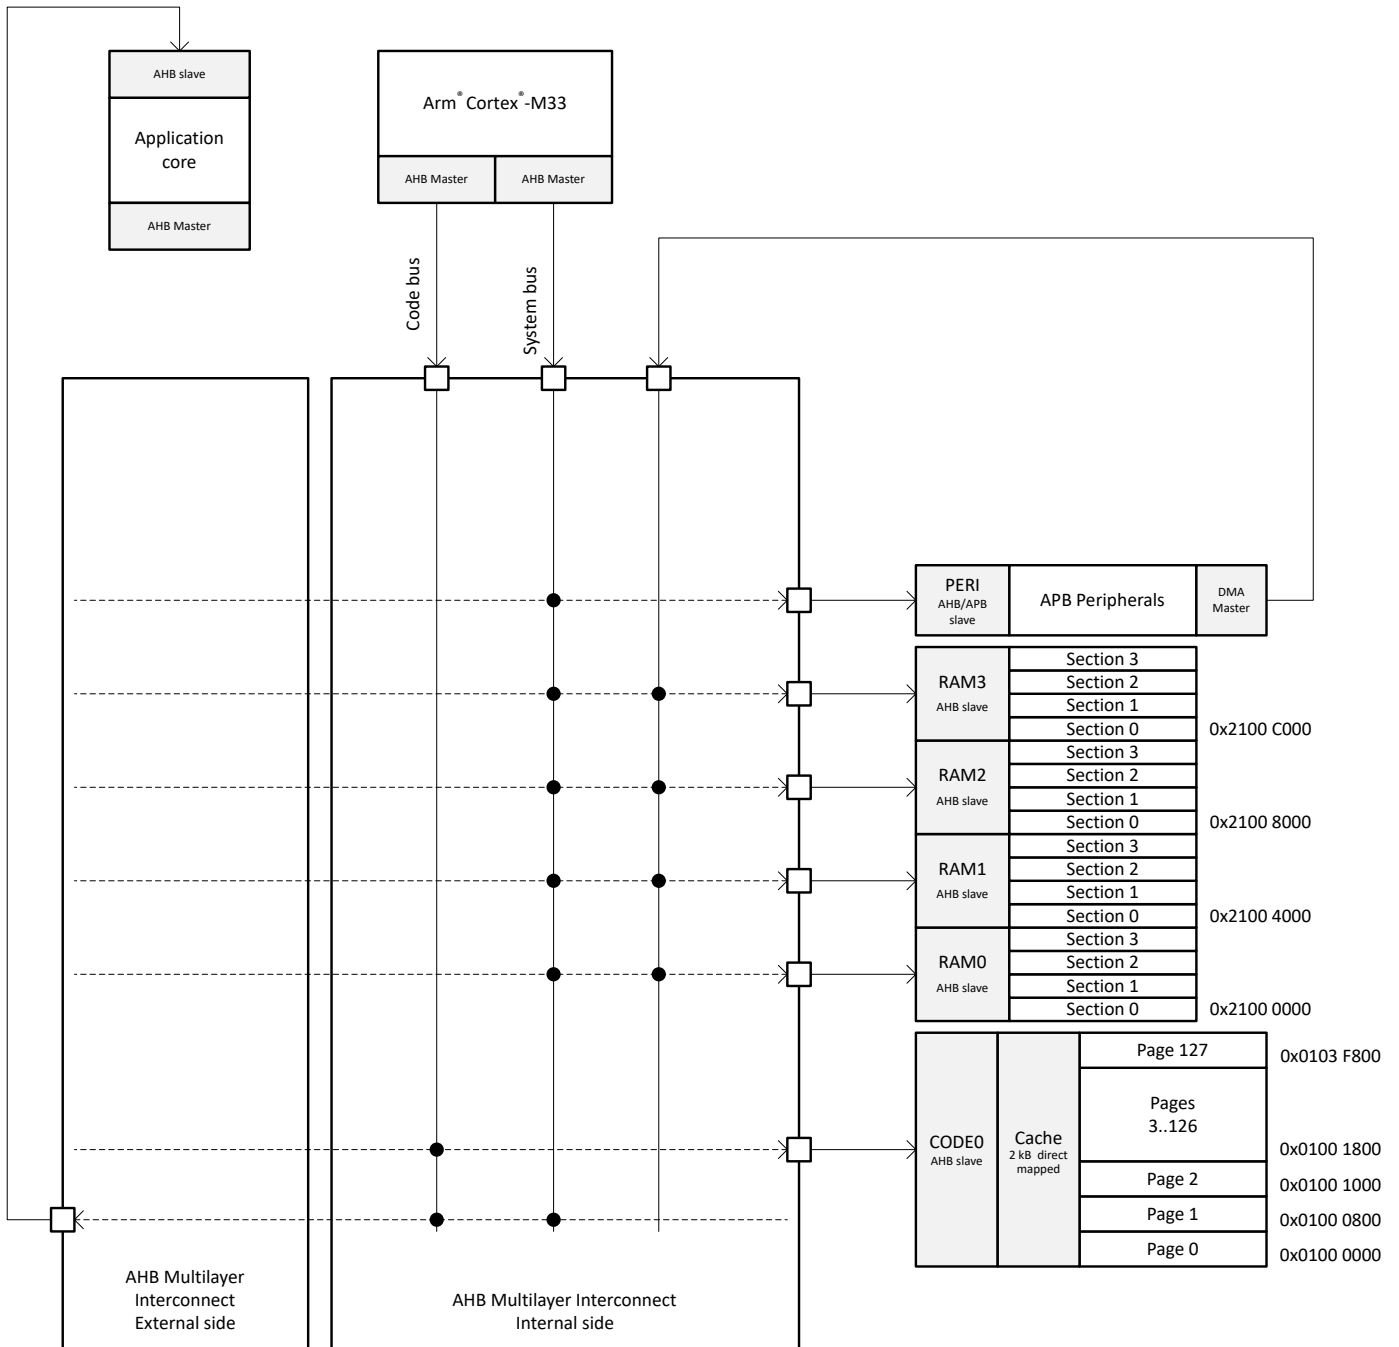 AHB slave
Application
core
AHB Master
Arm® Cortex®-M33
AHB Master
AHB Master
Code bus
System bus
PERI
AHB/APB
slave
APB Peripherals
DMA
Master
RAM3
AHB slave
Section 3
Section 2
Section 1
Section 0
0x2100 C000
RAM2
AHB slave
Section 3
Section 2
Section 1
Section 0
0x2100 8000
RAM1
AHB slave
Section 3
Section 2
Section 1
Section 0
0x2100 4000
RAM0
AHB slave
Section 3
Section 2
Section 1
Section 0
0x2100 0000
CODE0
AHB slave
Cache
2 kB direct
mapped
Page 127
0x0103 F800
Pages
3..126
0x0100 1800
Page 2
0x0100 1000
Page 1
0x0100 0800
Page 0
0x0100 0000
AHB Multilayer
Interconnect
External side
AHB Multilayer Interconnect
Internal side